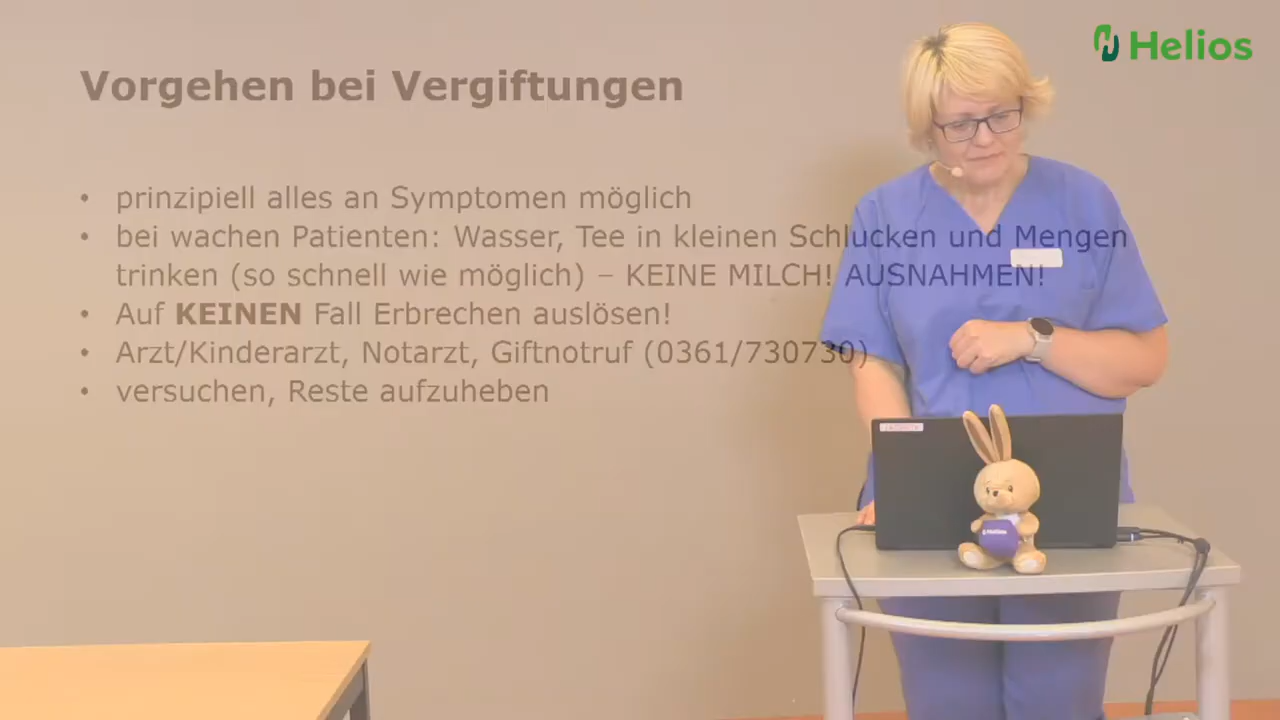 Helios
Vorgehen bei Vergiftungen
• prinzipiell alles an Symptomen möglich
• bei wachen Patienten: Wasser, Tee in kleinen Schlucken und Mengen
trinken (so schnell wie möglich) – KEINE MILCH! AUSNAHMEN!
• Auf KEINEN Fall Erbrechen auslösen!
• Arzt/Kinderarzt, Notarzt, Giftnotruf (0361/730730)
• versuchen, Reste aufzuheben
Helios